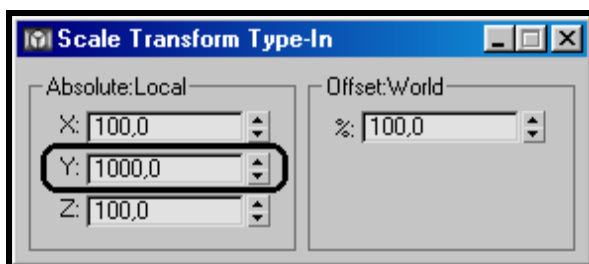 Scale Transform Type-In
Absolute:Local
X: 100,0
Y: 1000,0
Z: 100,0
Offset:World
%: 100,0